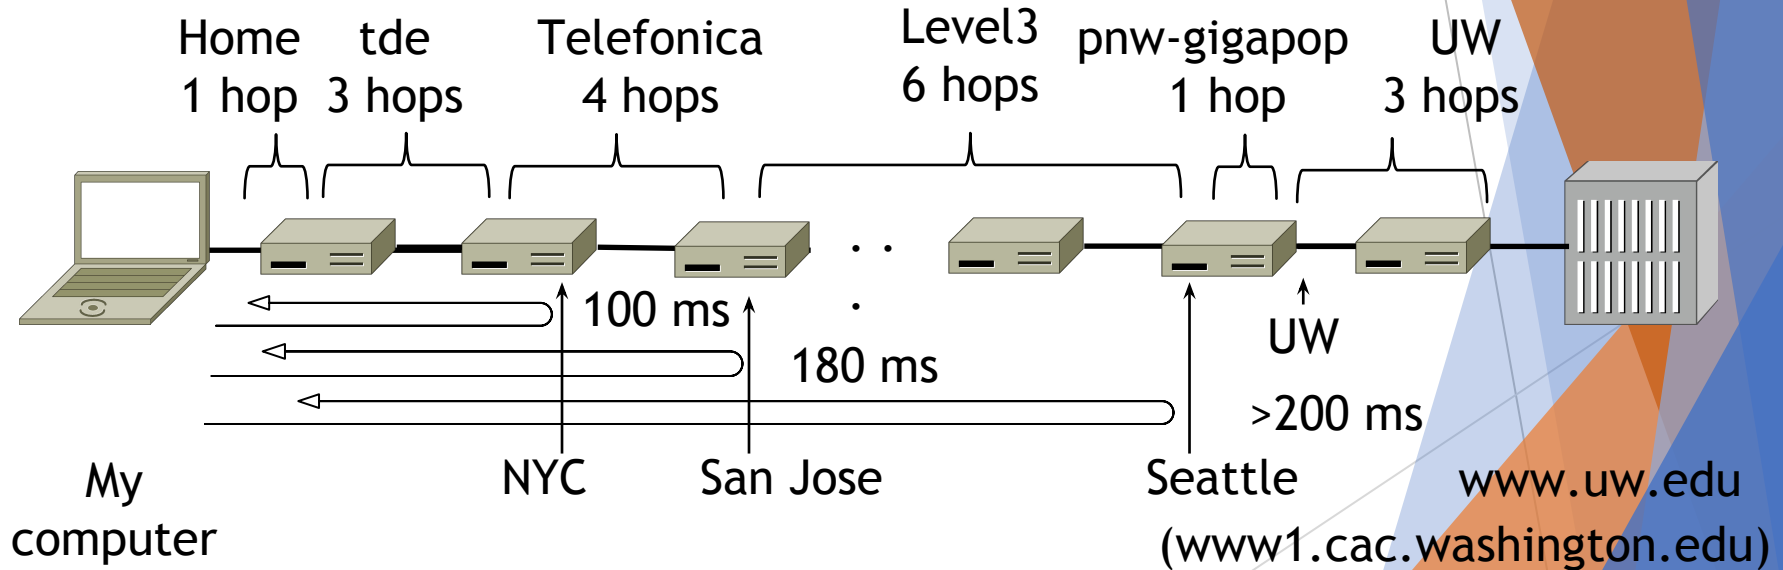 Home
1 hop
tde
3 hops
Telefonica
4 hops
Level3
6 hops
pnw-gigapop
1 hop
UW
3 hops
. . .
100 ms
180 ms
UW
>200 ms
My
computer
NYC
San Jose
Seattle
www.uw.edu
(www1.cac.washington.edu)